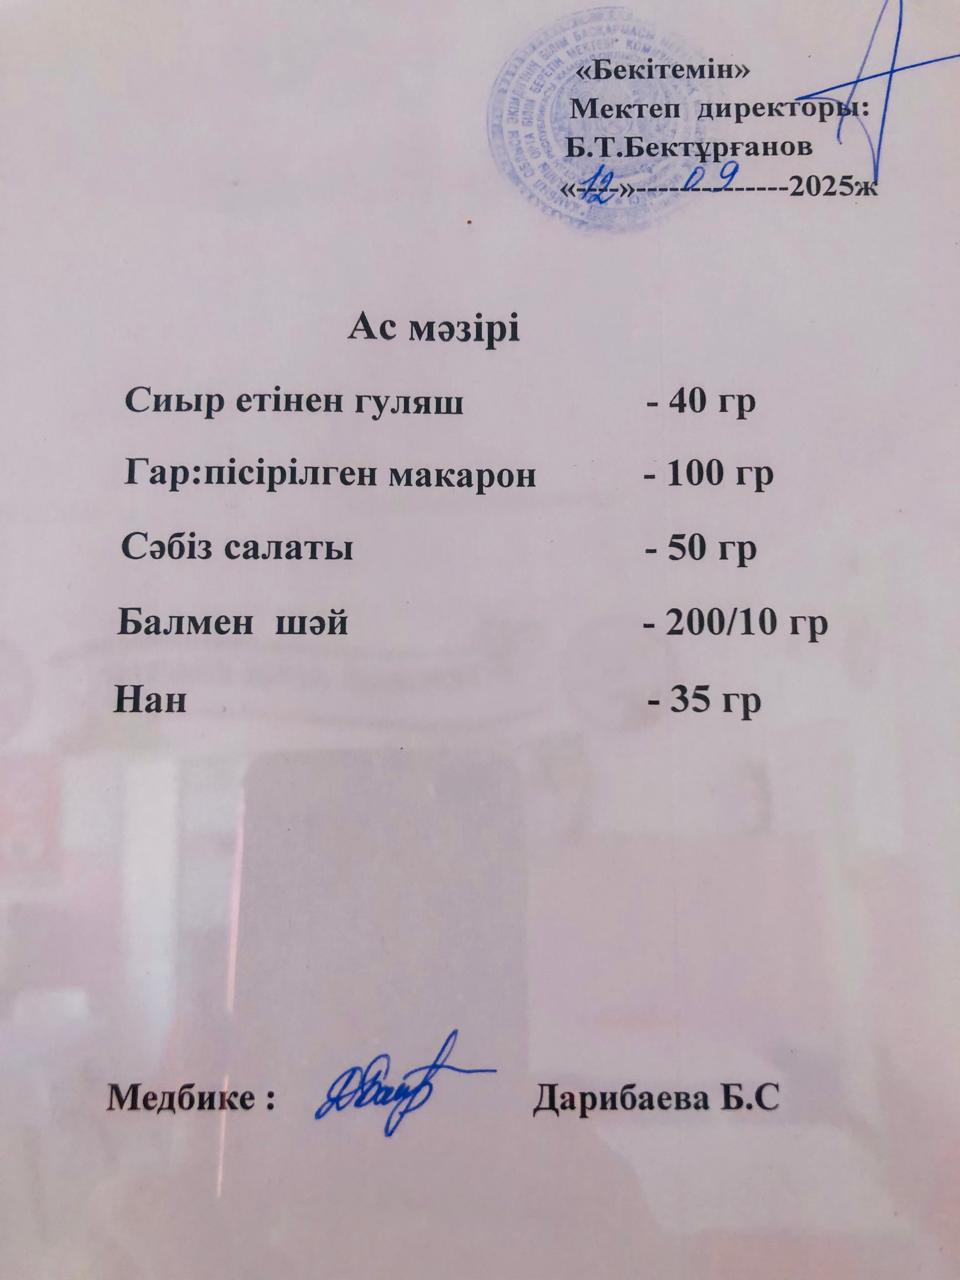 «Бекітемін»
Мектеп директоры:
Б.Т.Бектұрғанов
«-12-»------09------2025ж
Ас мәзірі
Сиыр етінен гуляш - 40 гр
Гар:пісірілген макарон - 100 гр
Сәбіз салаты - 50 гр
Балмен шәй - 200/10 гр
Нан - 35 гр
Медбике : Дарибаева Б.С